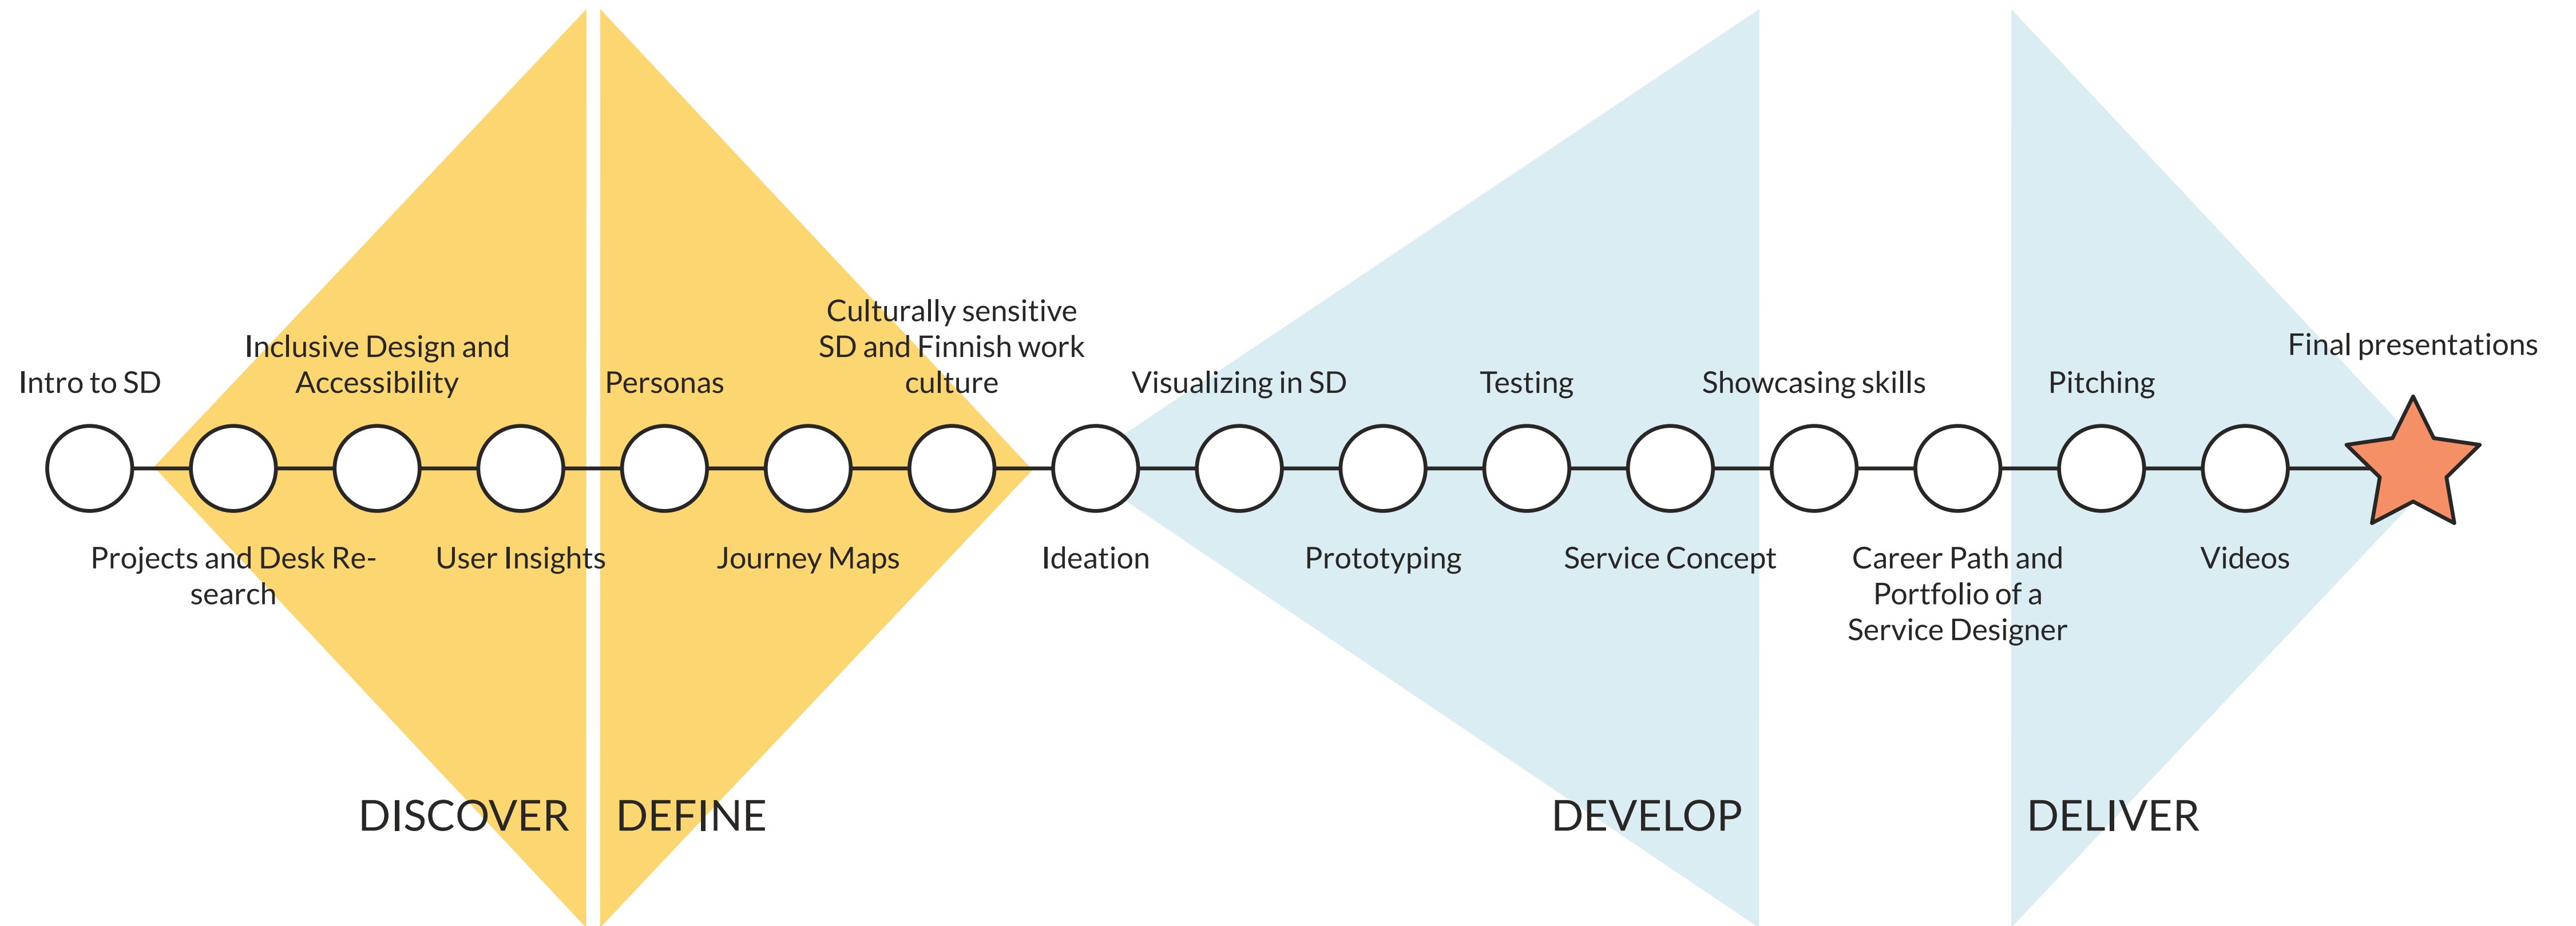 Intro to SD
Projects and Desk Re-
search
Inclusive Design and
Accessibility
User Insights
Personas
Journey Maps
Culturally sensitive
SD and Finnish work
culture
Ideation
Visualizing in SD
Prototyping
Testing
Service Concept
Showcasing skills
Career Path and
Portfolio of a
Service Designer
Pitching
Videos
Final presentations
DISCOVER
DEFINE
DEVELOP
DELIVER